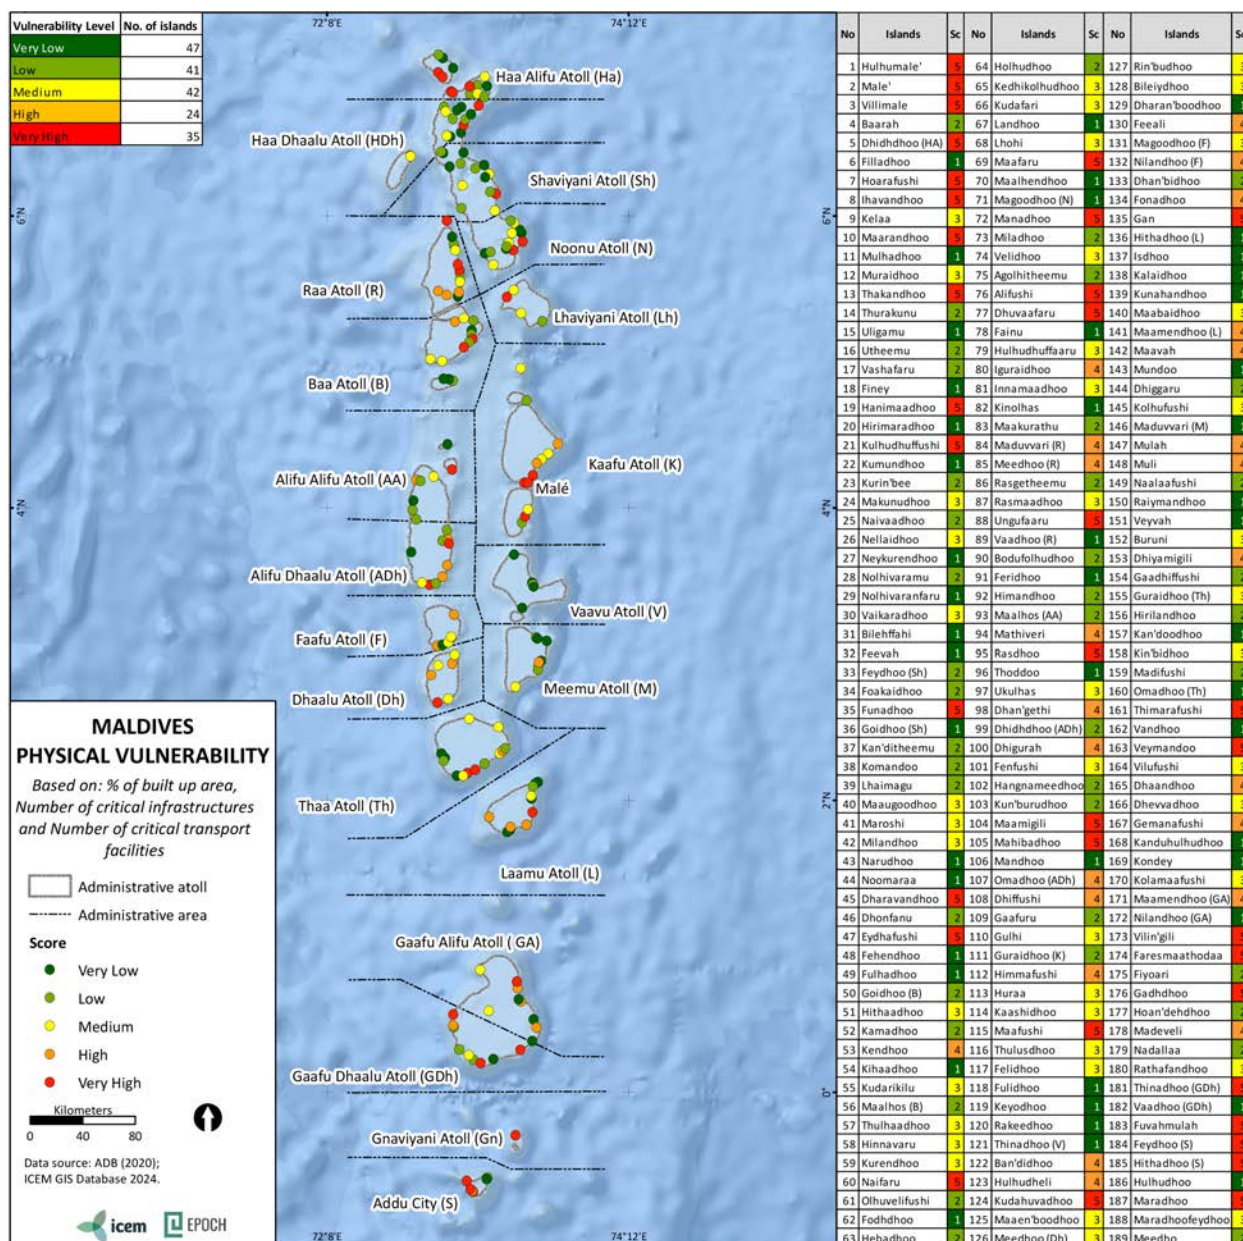 Vulnerability Level No. of islands
Very Low 47
Low 41
Medium 42
High 24
Very High 35
72°8'E
74°12'E
Haa Alifu Atoll (Ha)
Haa Dhaalu Atoll (HDh)
Shaviyani Atoll (Sh)
6°N
6°N
Noonu Atoll (N)
Raa Atoll (R)
Lhaviyani Atoll (Lh)
Baa Atoll (B)
Kaafu Atoll (K)
Alifu Alifu Atoll (AA)
Malé
4°N
4°N
Alifu Dhaalu Atoll (ADh)
Vaavu Atoll (V)
Faafu Atoll (F)
Meemu Atoll (M)
Dhaalu Atoll (Dh)
Thaa Atoll (Th)
2°N
2°N
Laamu Atoll (L)
Gaafu Alifu Atoll ( GA)
Gaafu Dhaalu Atoll (GDh)
0°
0°
Gnaviyani Atoll (Gn)
Addu City (S)
72°8'E
74°12'E
MALDIVES
PHYSICAL VULNERABILITY
Based on: % of built up area,
Number of critical infrastructures
and Number of critical transport
facilities
Administrative atoll
Administrative area
Score
Very Low
Low
Medium
High
Very High
Kilometers
0 40 80
Data source: ADB (2020);
ICEM GIS Database 2024.
icem EPOCH
No Islands Sc No Islands Sc No Islands
1 Hulhumale' 5 64 Holhudhoo 2 127 Rin'budhoo
2 Male' 5 65 Kedhikolhudhoo 3 128 Bileiydhoo
3 Villimale 5 66 Kudafari 3 129 Dharan'boodhoo
4 Baarah 2 67 Landhoo 1 130 Feeali
5 Dhidhdhoo (HA) 5 68 Lhohi 3 131 Magoodhoo (F)
6 Filladhoo 1 69 Maafaru 5 132 Nilandhoo (F)
7 Hoarafushi 5 70 Maalhendhoo 1 133 Dhan'bidhoo
8 Ihavandhoo 5 71 Magoodhoo (N) 1 134 Fonadhoo
9 Kelaa 3 72 Manadhoo 5 135 Gan
10 Maarandhoo 5 73 Miladhoo 2 136 Hithadhoo (L)
11 Mulhadhoo 1 74 Velidhoo 3 137 Isdhoo
12 Muraidhoo 3 75 Agolhitheemu 2 138 Kalaidhoo
13 Thakandhoo 5 76 Alifushi 5 139 Kunahandhoo
14 Thurakunu 2 77 Dhuvaafaru 5 140 Maabaidhoo
15 Uligamu 1 78 Fainu 1 141 Maamendhoo (L)
16 Utheemu 2 79 Hulhudhuffaaru 3 142 Maavah
17 Vashafaru 2 80 Iguraidhoo 4 143 Mundoo
18 Finey 1 81 Innamaadhoo 3 144 Dhiggaru
19 Hanimaadhoo 5 82 Kinolhas 1 145 Kolhufushi
20 Hirimaradhoo 1 83 Maakurathu 2 146 Maduvvari (M)
21 Kulhudhuffushi 5 84 Maduvvari (R) 4 147 Mulah
22 Kumundhoo 1 85 Meedhoo (R) 4 148 Muli
23 Kurin'bee 2 86 Rasgetheemu 2 149 Naalaafushi
24 Makunudhoo 3 87 Rasmaadhoo 3 150 Raiymandhoo
25 Naivaadhoo 2 88 Ungufaaru 5 151 Veyvah
26 Nellaidhoo 3 89 Vaadhoo (R) 1 152 Buruni
27 Neykurendhoo 1 90 Bodufolhudhoo 2 153 Dhiyamigili
28 Nolhivaramu 2 91 Feridhoo 1 154 Gaadhiffushi
29 Nolhivaranfaru 1 92 Himandhoo 2 155 Guraidhoo (Th)
30 Vaikaradhoo 3 93 Maalhos (AA) 2 156 Hirilandhoo
31 Bilehffahi 1 94 Mathiveri 4 157 Kan'doodhoo
32 Feevah 1 95 Rasdhoo 5 158 Kin'bidhoo
33 Feydhoo (Sh) 2 96 Thoddoo 1 159 Madifushi
34 Foakaidhoo 2 97 Ukulhas 3 160 Omadhoo (Th)
35 Funadhoo 5 98 Dhan'gethi 4 161 Thimarafushi
36 Goidhoo (Sh) 1 99 Dhidhdhoo (ADh) 2 162 Vandhoo
37 Kan'ditheemu 2 100 Dhigurah 4 163 Veymandoo
38 Komandoo 2 101 Fenfushi 3 164 Vilufushi
39 Lhaimagu 2 102 Hangnameedhoo 2 165 Dhaandhoo
40 Maaugoodhoo 3 103 Kun'burudhoo 2 166 Dhevvadhoo
41 Maroshi 3 104 Maamigili 5 167 Gemanafushi
42 Milandhoo 3 105 Mahibadhoo 5 168 Kanduhulhudhoo
43 Narudhoo 1 106 Mandhoo 1 169 Kondey
44 Noomaraa 1 107 Omadhoo (ADh) 4 170 Kolamaafushi
45 Dharavandhoo 5 108 Dhiffushi 4 171 Maamendhoo (GA)
46 Dhonfanu 2 109 Gaafuru 2 172 Nilandhoo (GA)
47 Eydhafushi 5 110 Gulhi 3 173 Vilin'gili
48 Fehendhoo 1 111 Guraidhoo (K) 2 174 Faresmaathodaa
49 Fulhadhoo 1 112 Himmafushi 4 175 Fiyoari
50 Goidhoo (B) 2 113 Huraa 3 176 Gadhdhoo
51 Hithaadhoo 3 114 Kaashidhoo 3 177 Hoan'dehdhoo
52 Kamadhoo 2 115 Maafushi 5 178 Madeveli
53 Kendhoo 4 116 Thulusdhoo 3 179 Nadallaa
54 Kihaadhoo 1 117 Felidhoo 3 180 Rathafandhoo
55 Kudarikilu 3 118 Fulidhoo 1 181 Thinadhoo (GDh)
56 Maalhos (B) 2 119 Keyodhoo 1 182 Vaadhoo (GDh)
57 Thulhaadhoo 3 120 Rakeedhoo 1 183 Fuvahmulah
58 Hinnavaru 3 121 Thinadhoo (V) 1 184 Feydhoo (S)
59 Kurendhoo 3 122 Ban'didhoo 4 185 Hithadhoo (S)
60 Naifaru 5 123 Hulhudheli 4 186 Hulhudhoo
61 Olhuvelifushi 2 124 Kudahuvadhoo 5 187 Maradhoo
62 Fodhdhoo 1 125 Maaen'boodhoo 3 188 Maradhoofeydhoo
63 Hebadhoo 2 126 Meedhoo (Dh) 3 189 Meedho